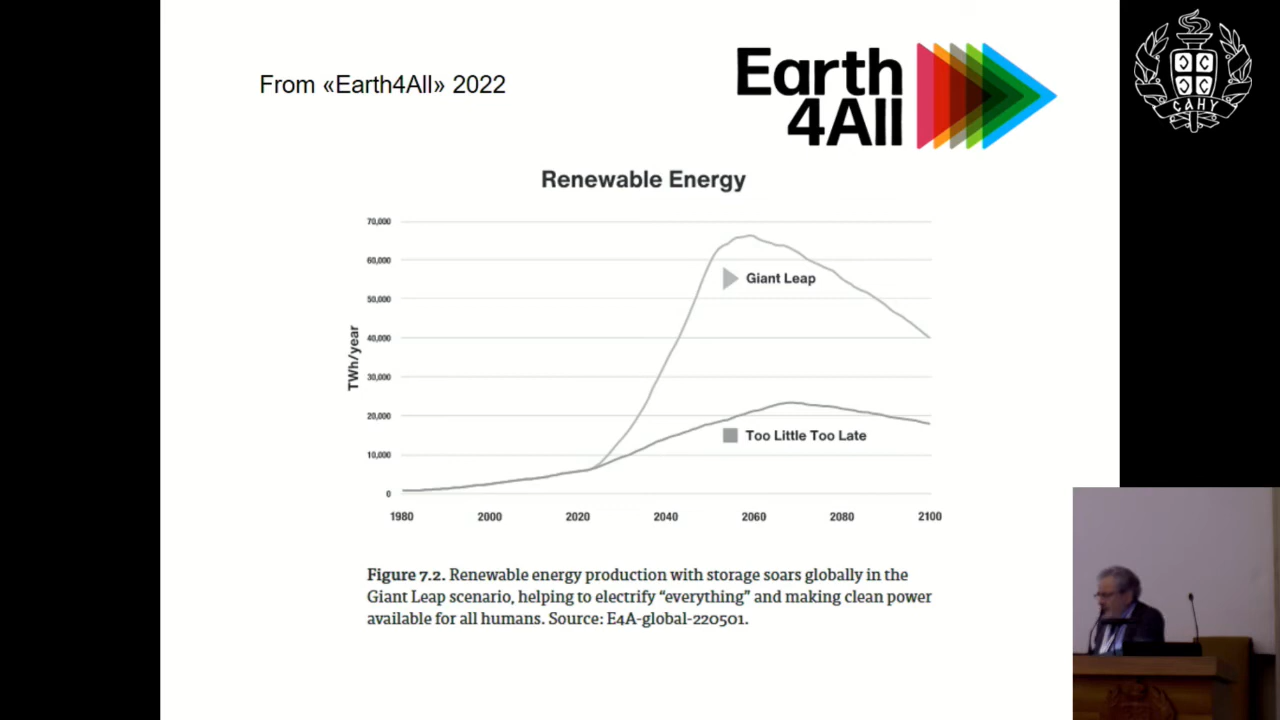 From «Earth4All» 2022
Earth
4All
Renewable Energy
70,000
60,000
50,000
40,000
30,000
20,000
10,000
0
TWh/year
Giant Leap
Too Little Too Late
1980 2000 2020 2040 2060 2080 2100
Figure 7.2. Renewable energy production with storage soars globally in the
Giant Leap scenario, helping to electrify “everything” and making clean power
available for all humans. Source: E4A-global-220501.
САНУ